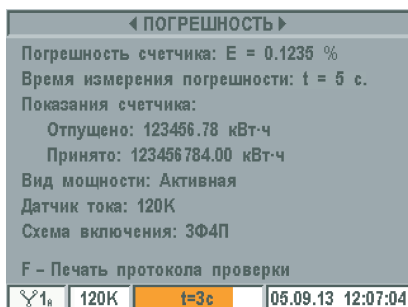 ПОГРЕШНОСТЬ
Погрешность счетчика: E = 0.1235 %
Время измерения погрешности: t = 5 с.
Показания счетчика:
Отпущено: 123456.78 кВт·ч
Принято: 123456784.00 кВт·ч
Вид мощности: Активная
Датчик тока: 120К
Схема включения: 3Ф4П
F – Печать протокола проверки
1₈ 120К t=3с 05.09.13 12:07:04